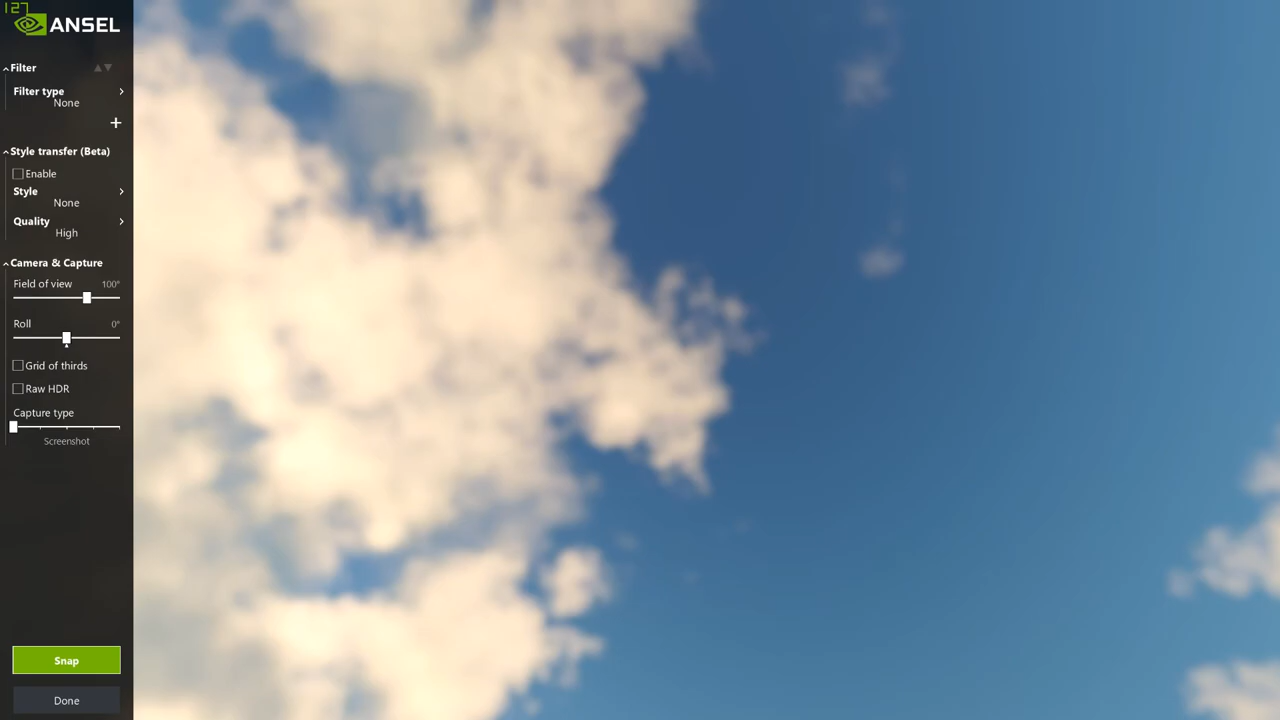 127
ANSEL
Filter
Filter type
None
+
Style transfer (Beta)
Enable
Style
None
Quality
High
Camera & Capture
Field of view 100°
Roll 0°
Grid of thirds
Raw HDR
Capture type
Screenshot
Snap
Done